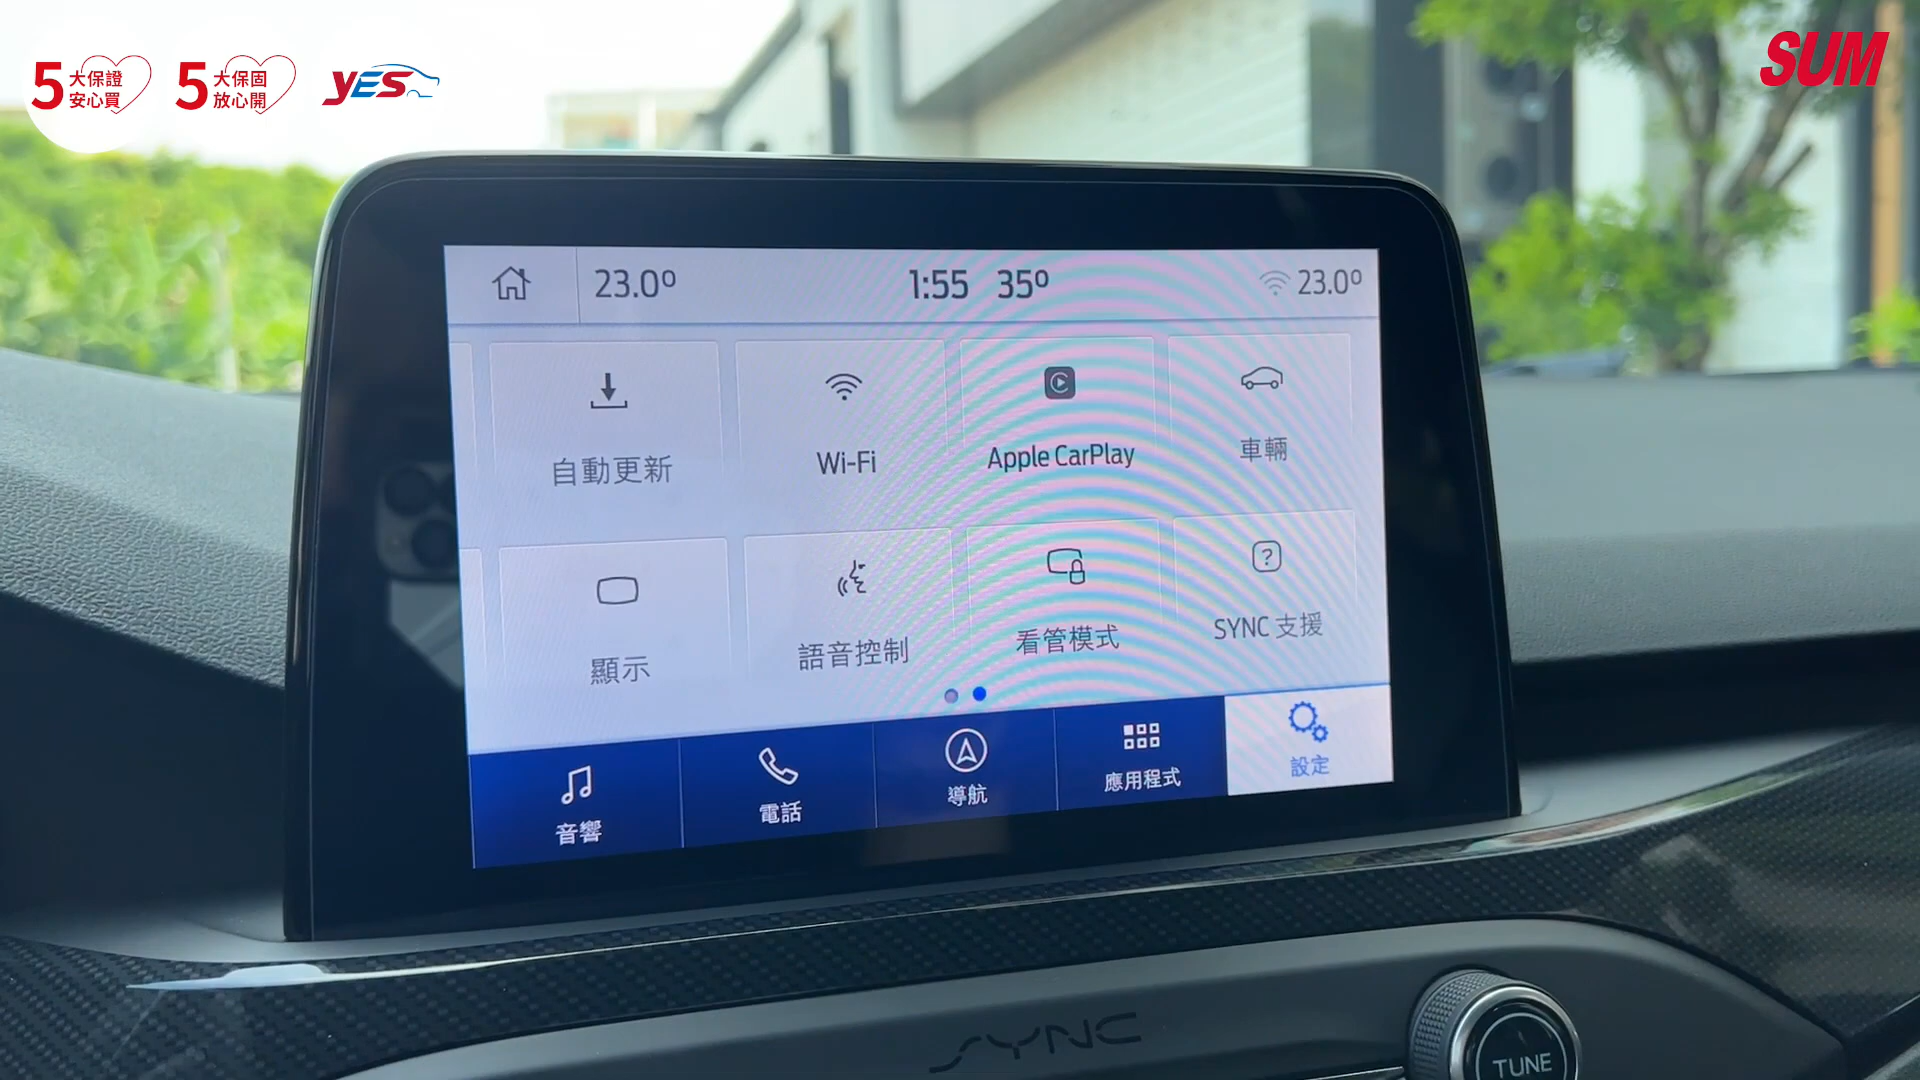 5大保證
安心買
5大保固
放心開
YES
SUM
23.0º
1:55
35º
23.0º
自動更新
Wi-Fi
Apple CarPlay
車輛
顯示
語音控制
看管模式
SYNC 支援
音響
電話
導航
應用程式
設定
SYNC
TUNE